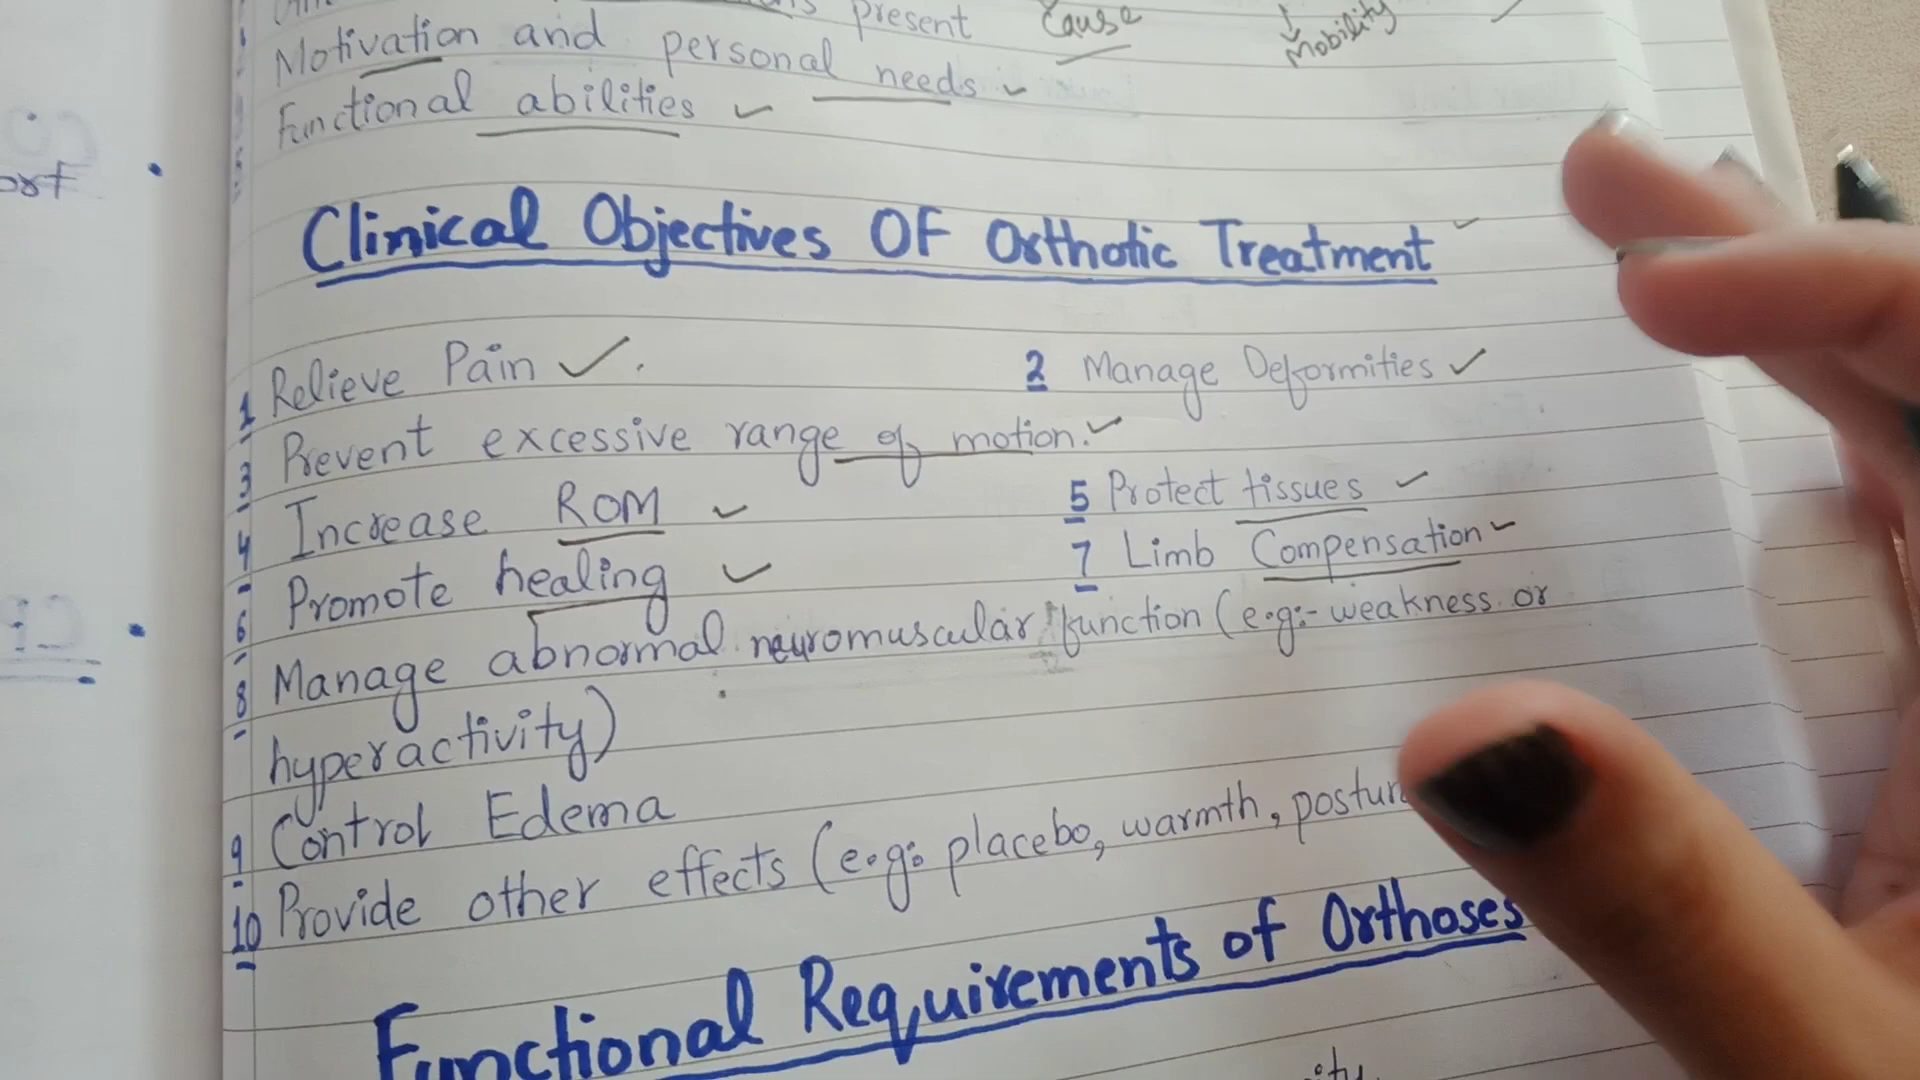 present Cause
Mobility
Motivation and personal needs
Functional abilities
Clinical Objectives OF Orthotic Treatment
1 Relieve Pain
2 Manage Deformities
3 Prevent excessive range of motion.
4 Increase ROM
5 Protect tissues
6 Promote healing
7 Limb Compensation
8 Manage abnormal neuromuscular function (e.g:- weakness or
hyperactivity)
9 Control Edema
10 Provide other effects (e.g: placebo, warmth,
Functional Requirements of Orthoses